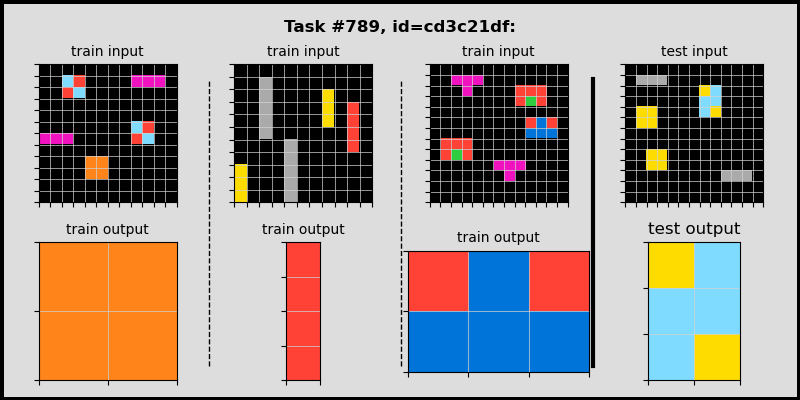 Task #789, id=cd3c21df:
train input
train input
train input
test input
train output
train output
train output
test output